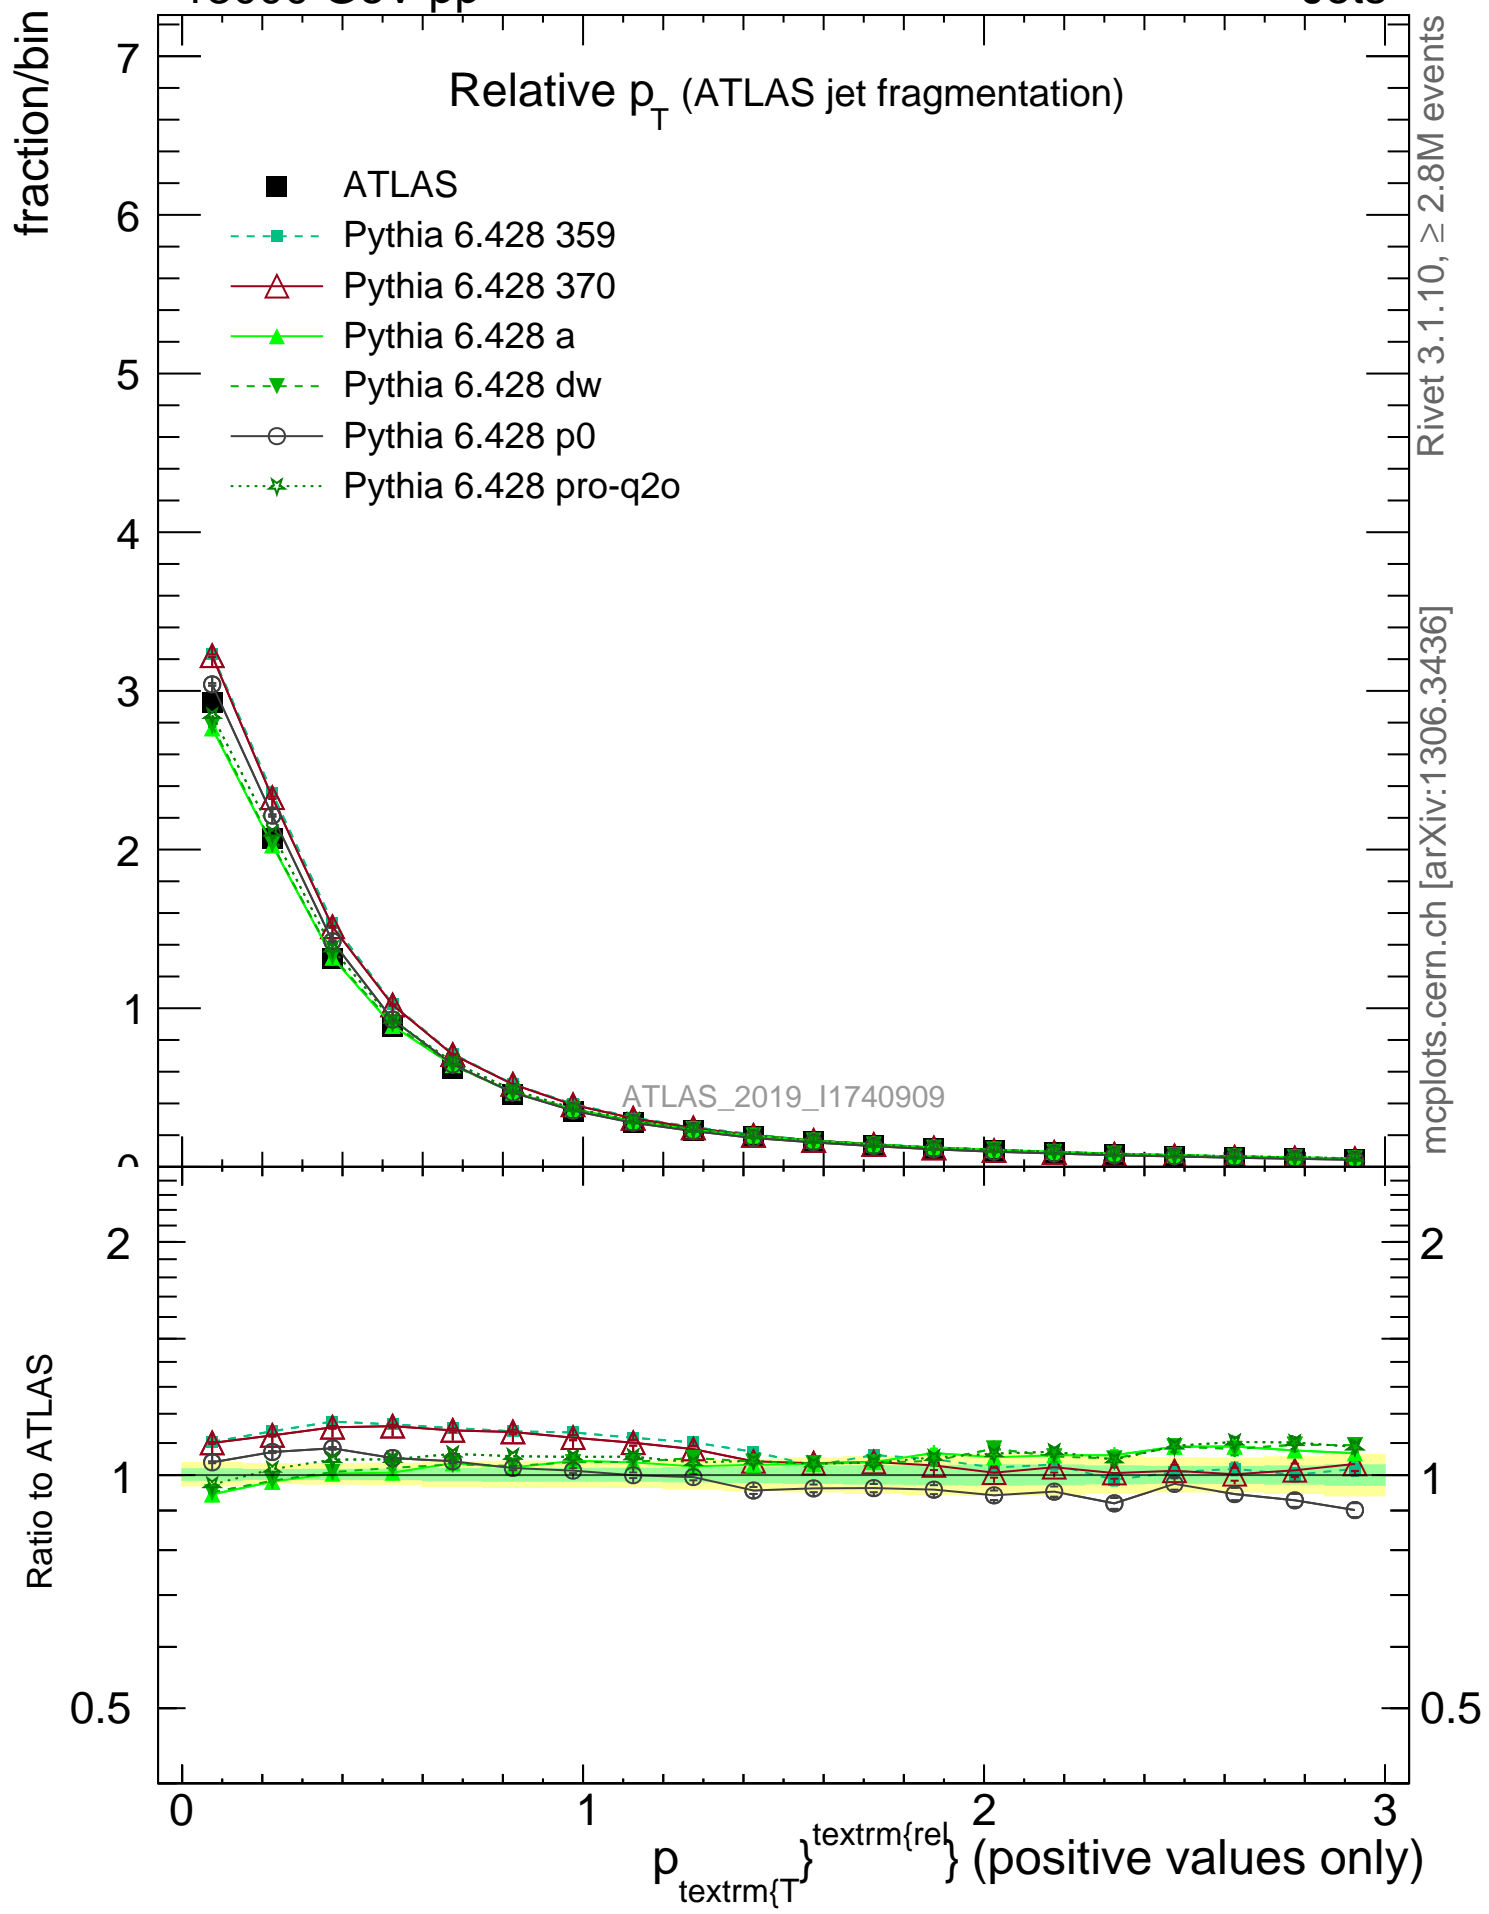 fraction/bin
7
6
5
4
3
2
1
Relative p_T (ATLAS jet fragmentation)
ATLAS
Pythia 6.428 359
Pythia 6.428 370
Pythia 6.428 a
Pythia 6.428 dw
Pythia 6.428 p0
Pythia 6.428 pro-q2o
ATLAS_2019_I1740909
Rivet 3.1.10, ≥ 2.8M events
mcplots.cern.ch [arXiv:1306.3436]
Ratio to ATLAS
2
1
0.5
2
1
0.5
0 1 2 3
p_textrm{T}^textrm{rel} (positive values only)